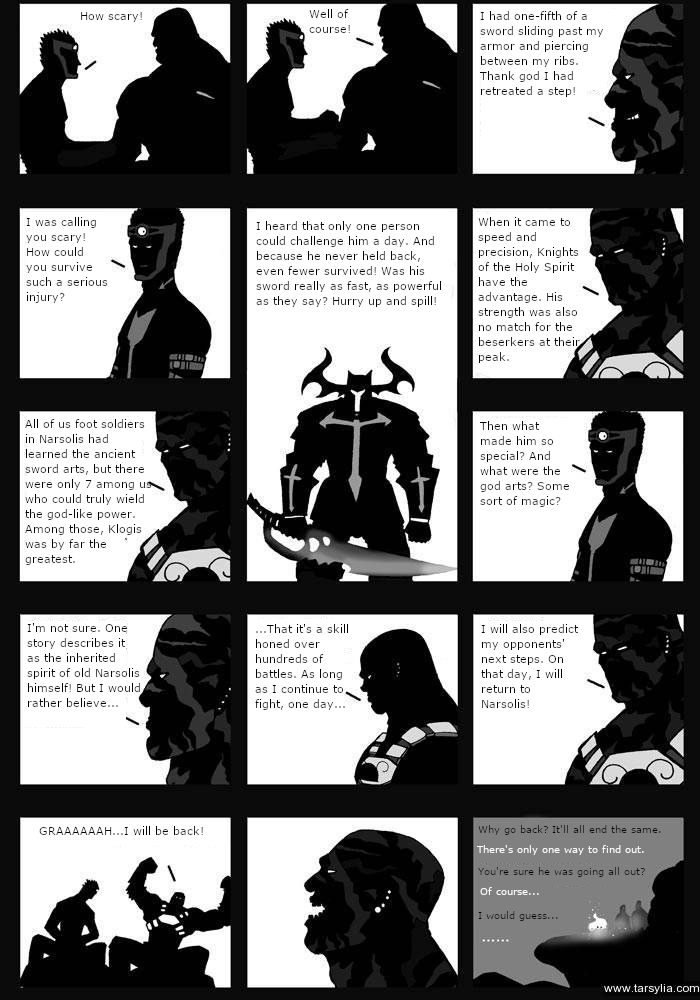 How scary!
Well of
course!
I had one-fifth of a
sword sliding past my
armor and piercing
between my ribs.
Thank god I had
retreated a step!
I was calling
you scary!
How could
you survive
such a serious
injury?
I heard that only one person
could challenge him a day. And
because he never held back,
even fewer survived! Was his
sword really as fast, as powerful
as they say? Hurry up and spill!
When it came to
speed and
precision, Knights
of the Holy Spirit
have the
advantage. His
strength was also
no match for the
beserkers at their
peak.
All of us foot soldiers
in Narsolis had
learned the ancient
sword arts, but there
were only 7 among us
who could truly wield
the god-like power.
Among those, Klogis
was by far the
greatest.
Then what
made him so
special? And
what were the
god arts? Some
sort of magic?
I'm not sure. One
story describes it
as the inherited
spirit of old Narsolis
himself! But I would
rather believe...
...That it's a skill
honed over
hundreds of
battles. As long
as I continue to
fight, one day...
I will also predict
my opponents'
next steps. On
that day, I will
return to
Narsolis!
GRAAAAAAH...I will be back!
Why go back? It'll all end the same.
There's only one way to find out.
You're sure he was going all out?
Of course...
I would guess...
......
www.tarsylia.com